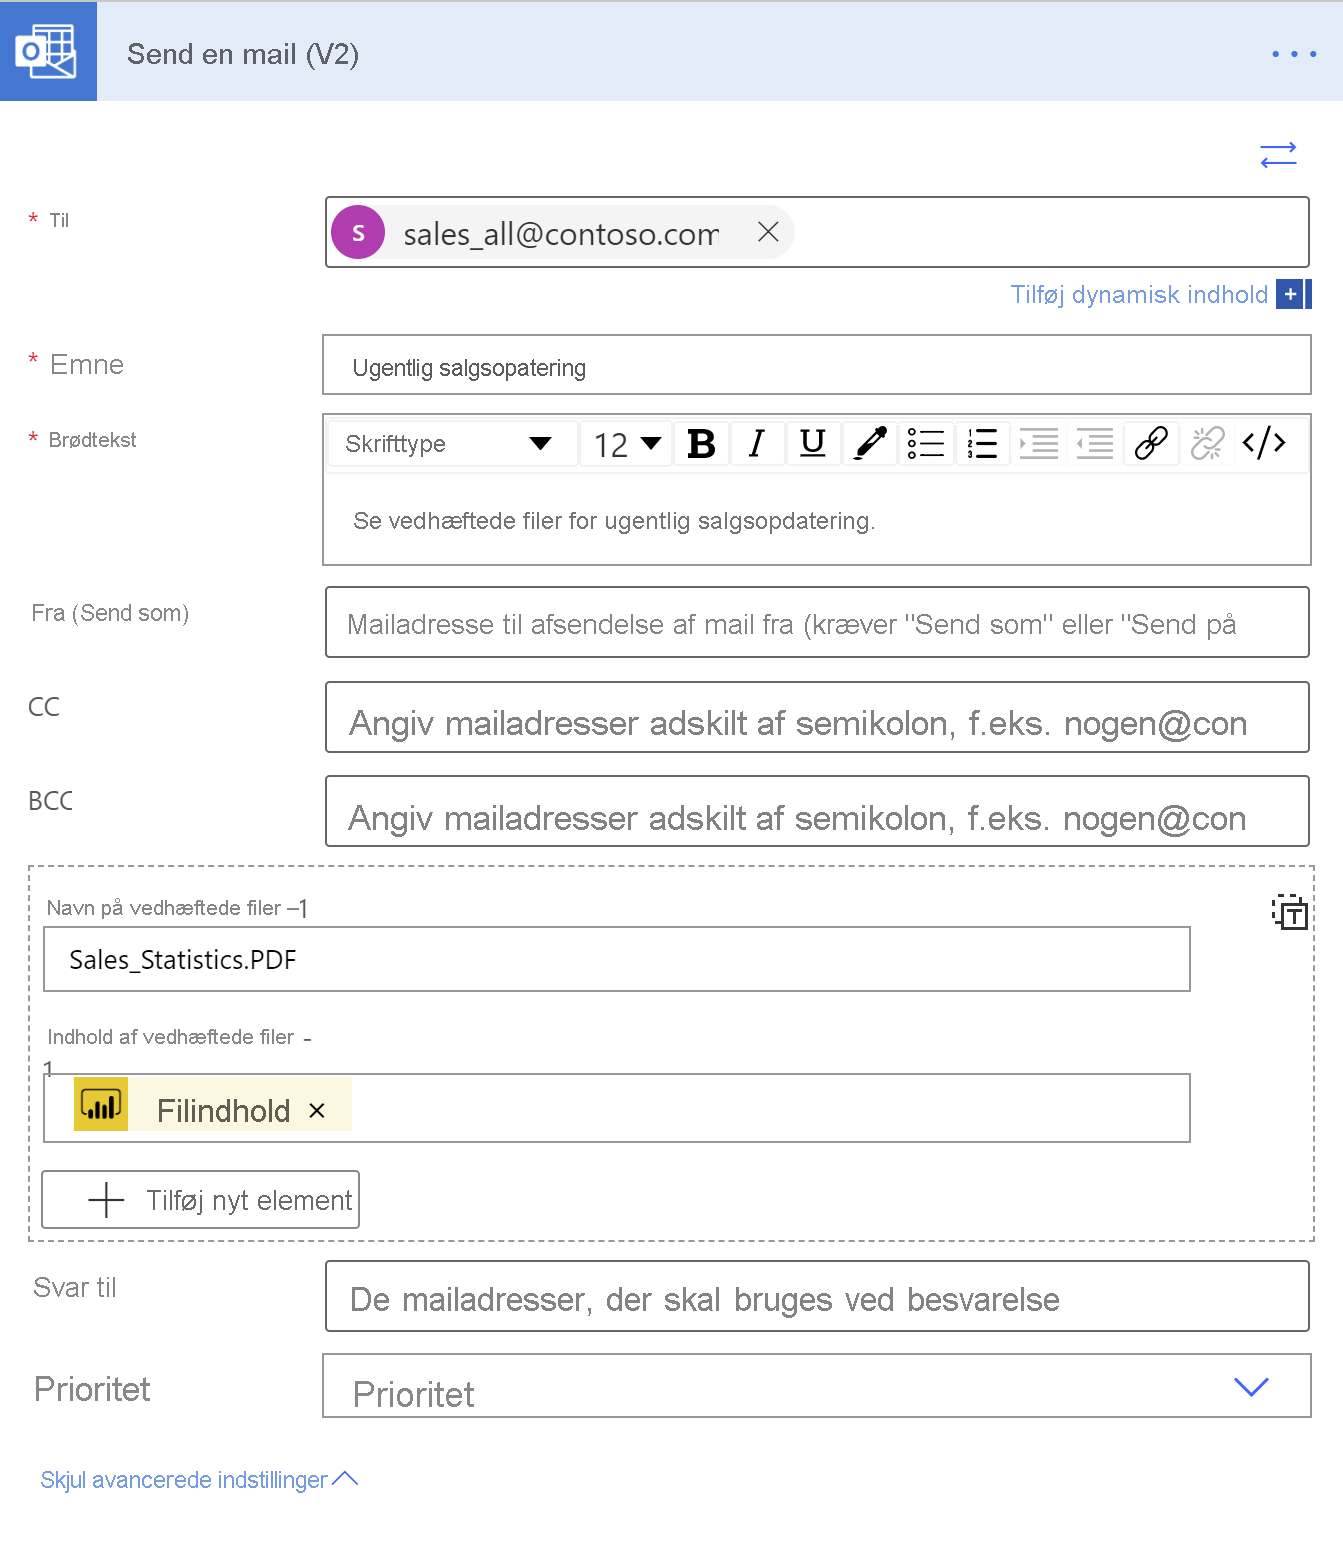 Send en mail (V2)
* Til
S sales_all@contoso.com
Tilføj dynamisk indhold
* Emne
Ugentlig salgsopatering
* Brødtekst
Skrifttype 12 B I U </>
Se vedhæftede filer for ugentlig salgsopdatering.
Fra (Send som)
Mailadresse til afsendelse af mail fra (kræver "Send som" eller "Send på
CC
Angiv mailadresser adskilt af semikolon, f.eks. nogen@con
BCC
Angiv mailadresser adskilt af semikolon, f.eks. nogen@con
Navn på vedhæftede filer –1
Sales_Statistics.PDF
Indhold af vedhæftede filer -
1
Filindhold ×
Tilføj nyt element
Svar til
De mailadresser, der skal bruges ved besvarelse
Prioritet
Prioritet
Skjul avancerede indstillinger